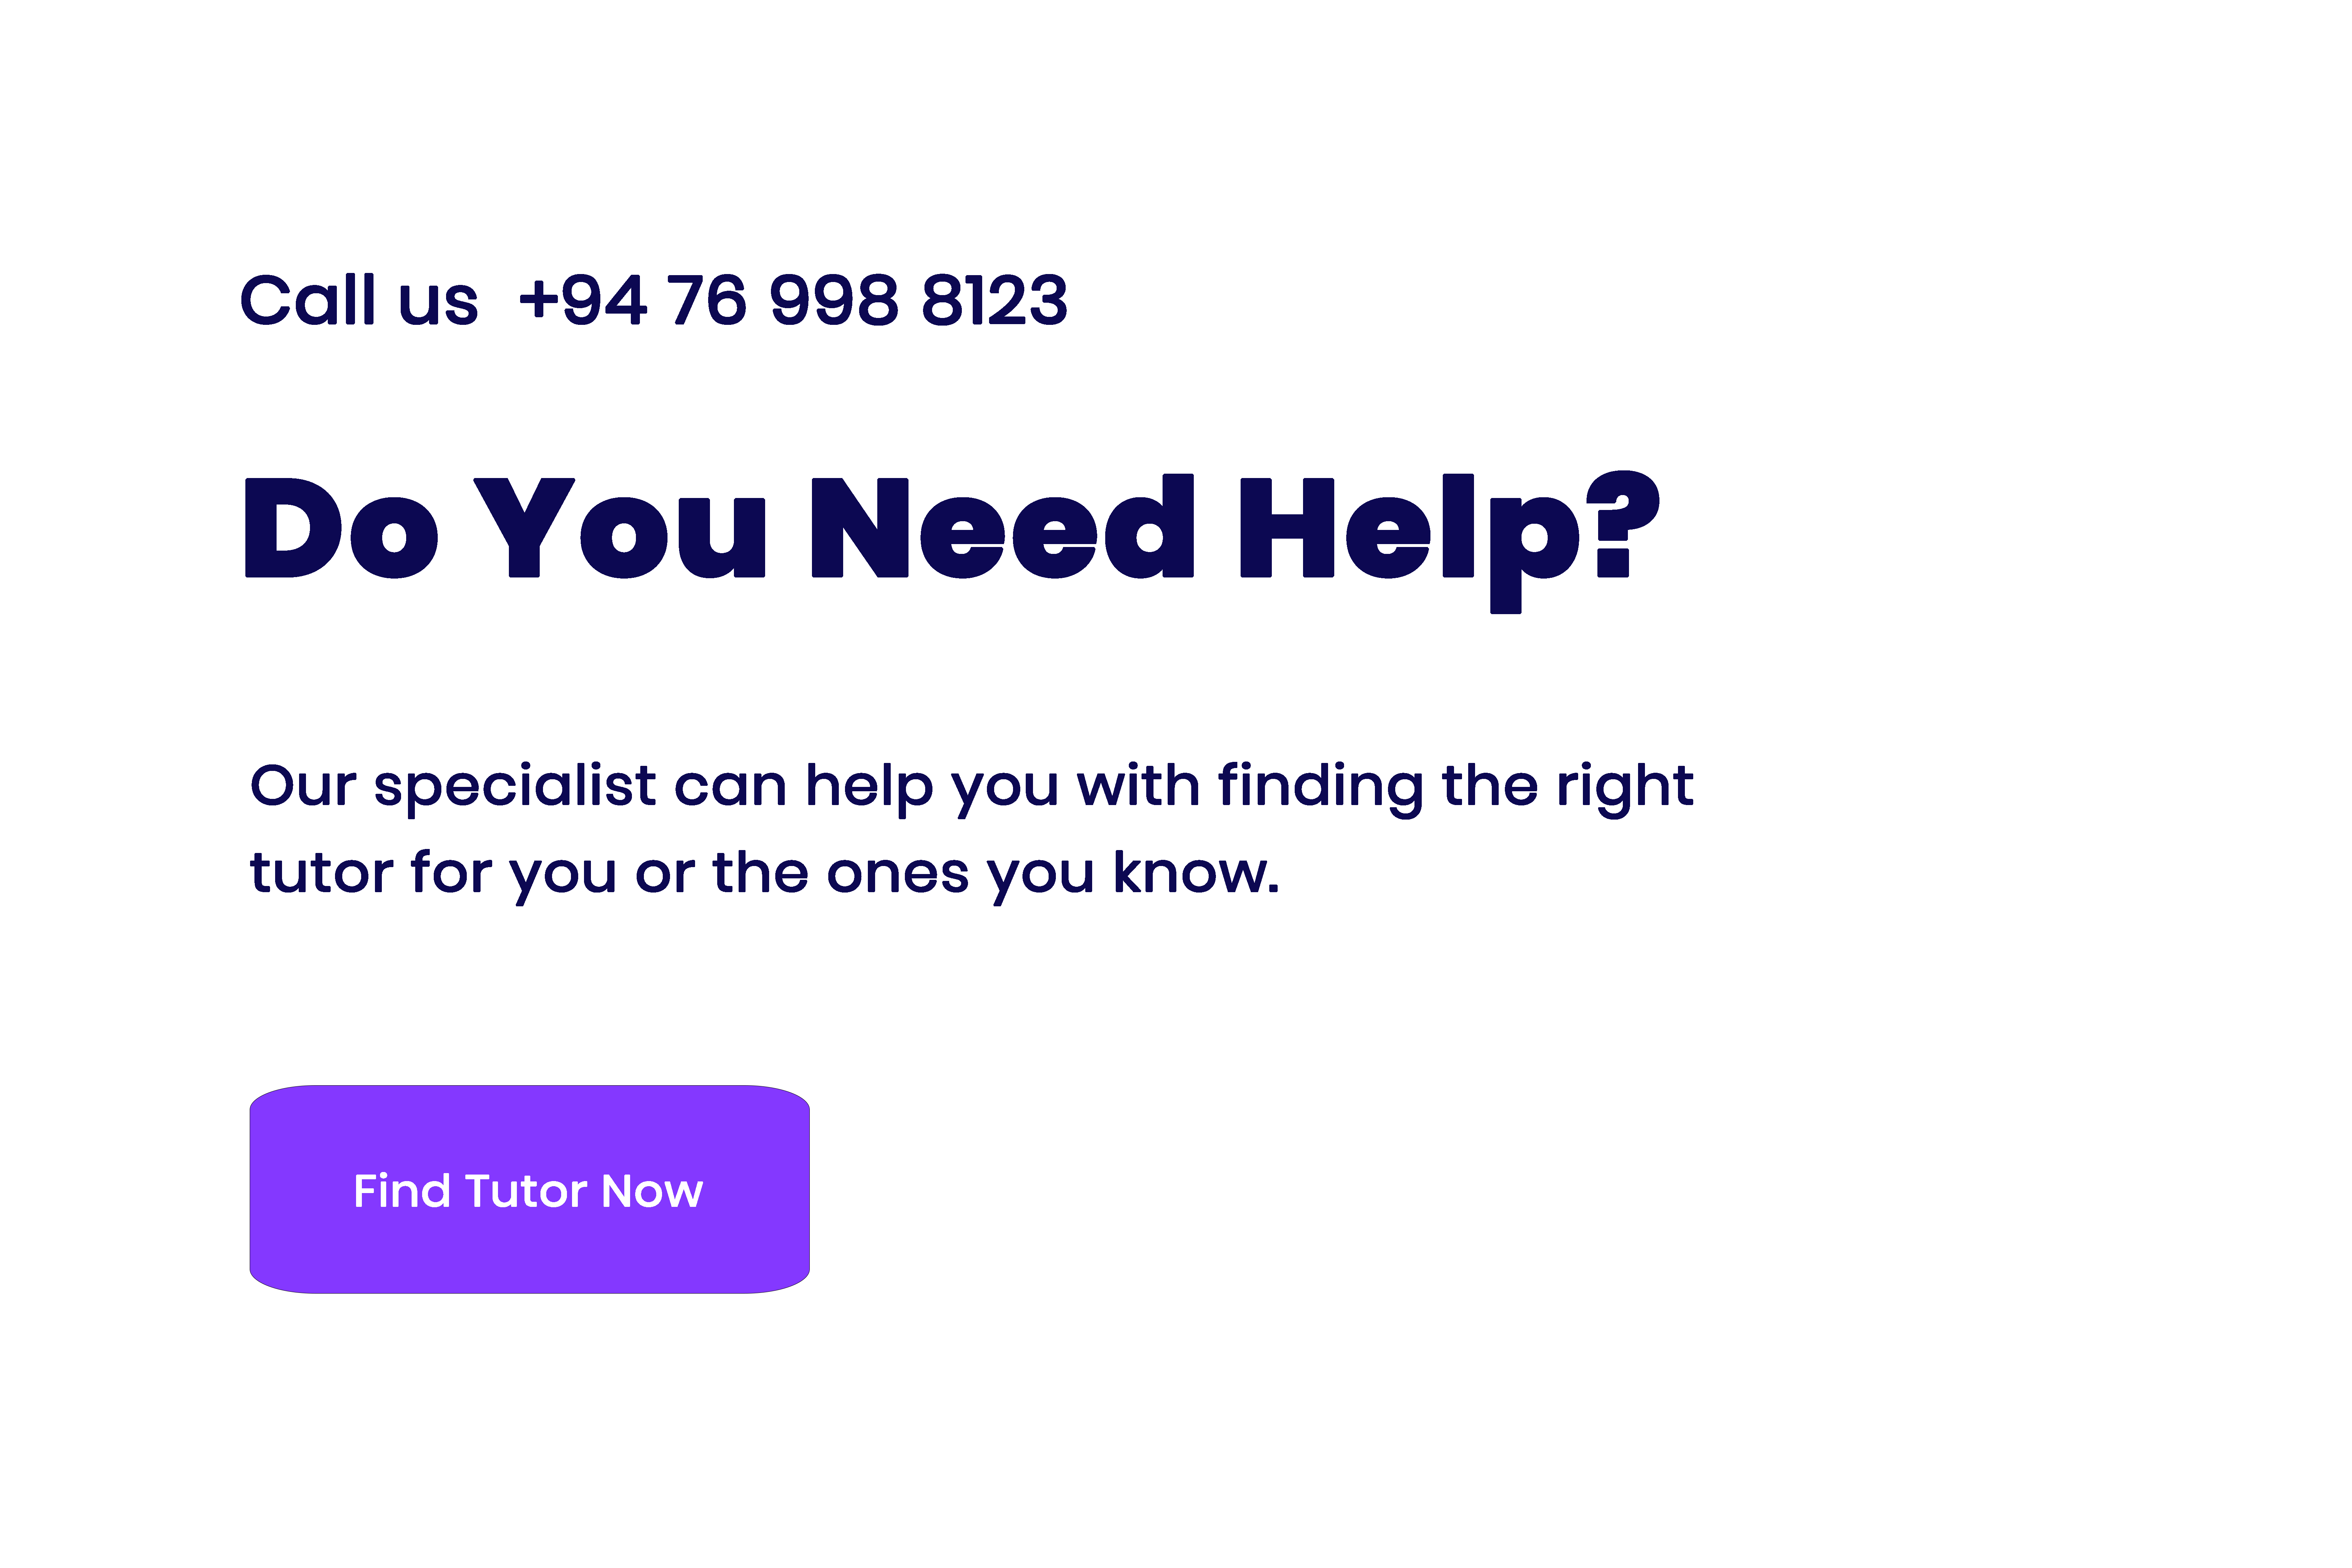 Call us +94 76 998 8123
Do You Need Help?
Our specialist can help you with finding the right
tutor for you or the ones you know.
Find Tutor Now